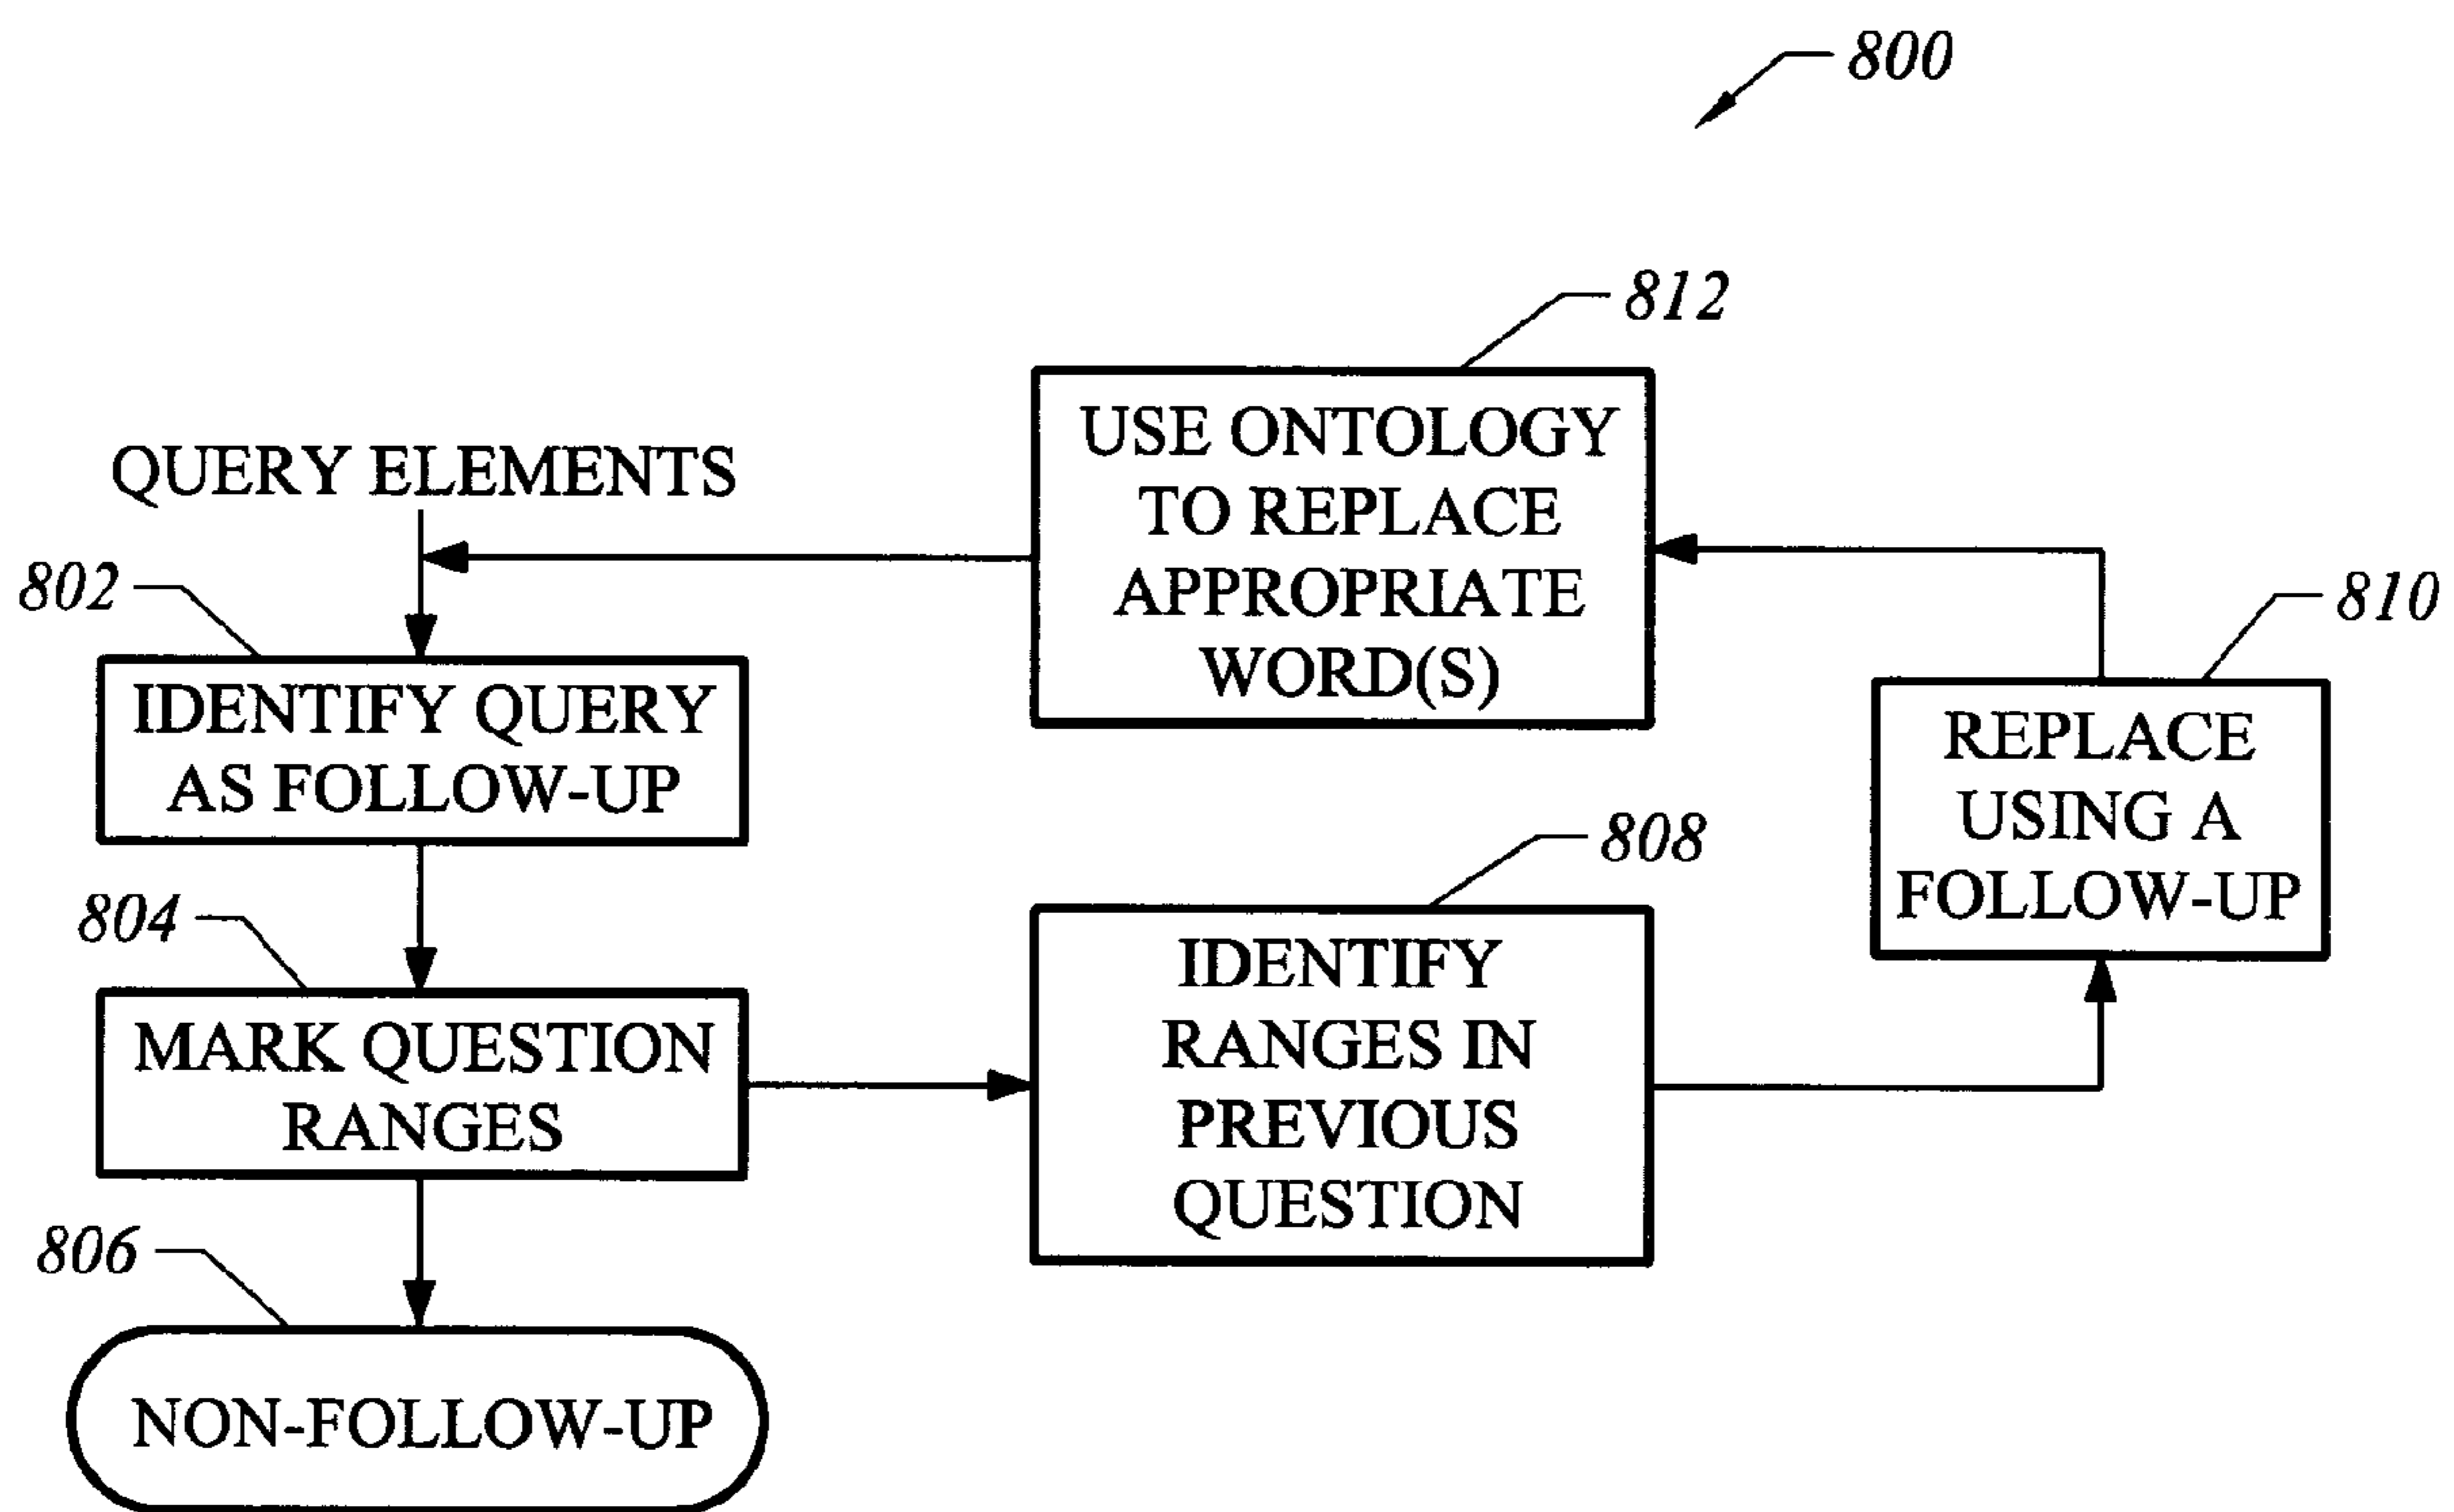 800
812
USE ONTOLOGY
TO REPLACE
APPROPRIATE
WORD(S)
QUERY ELEMENTS
802
IDENTIFY QUERY
AS FOLLOW-UP
810
REPLACE
USING A
FOLLOW-UP
808
IDENTIFY
RANGES IN
PREVIOUS
QUESTION
804
MARK QUESTION
RANGES
806
NON-FOLLOW-UP